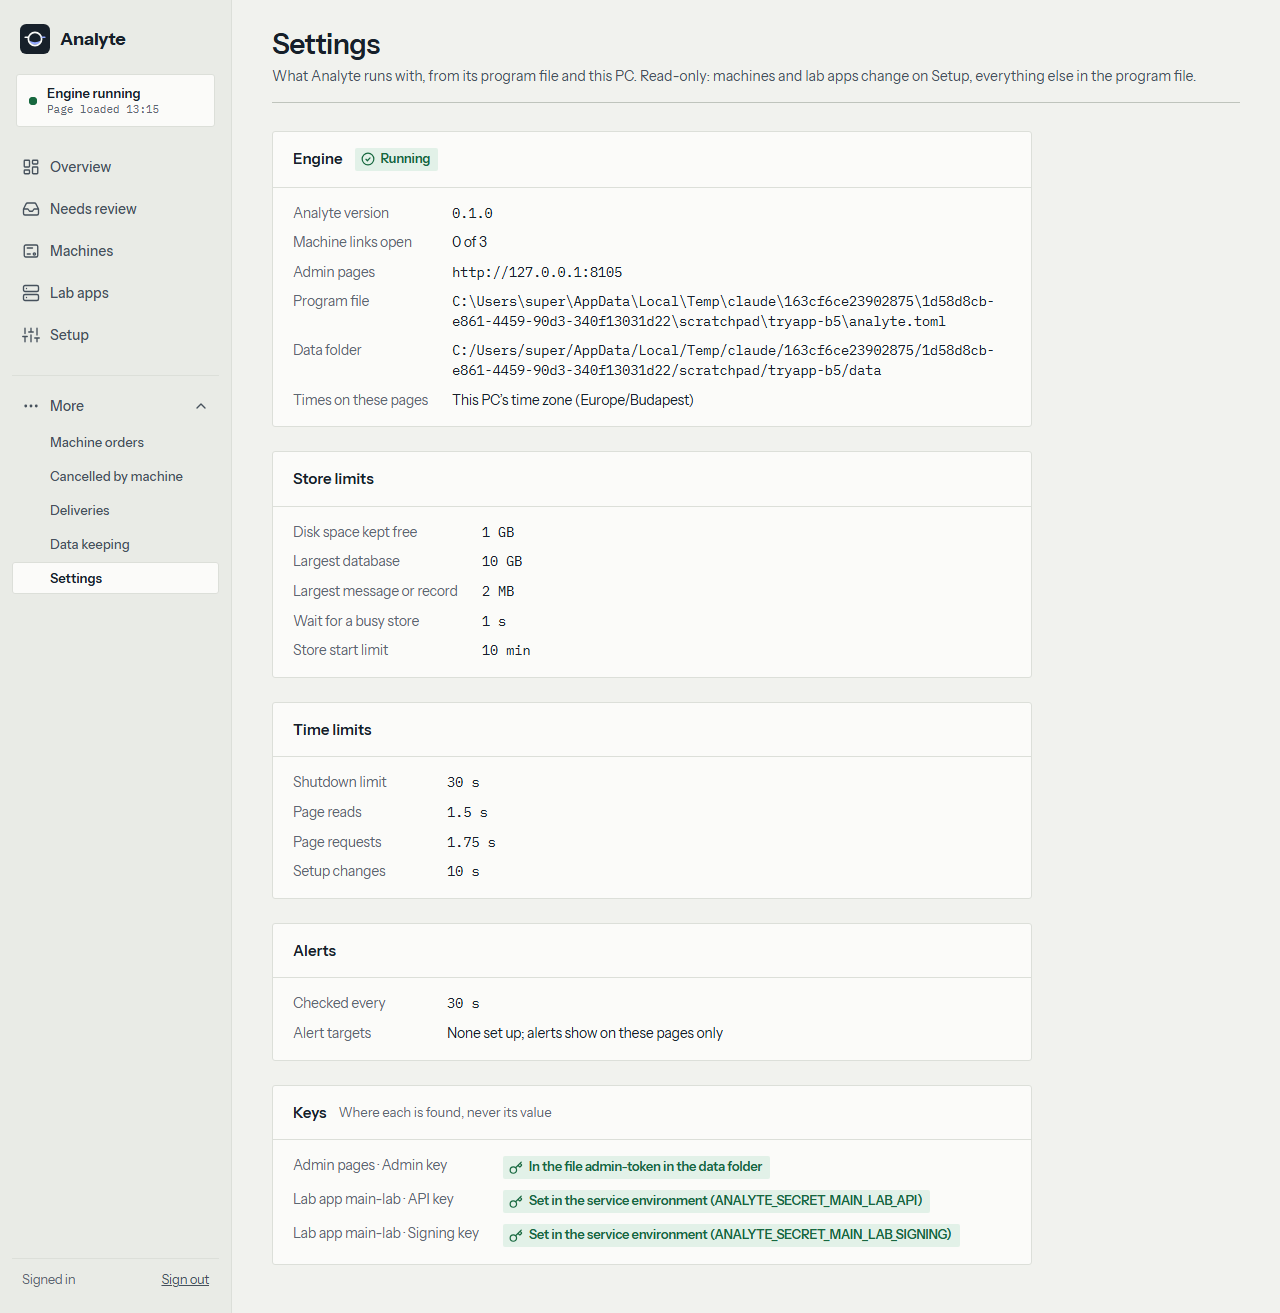 Analyte
Engine running
Page loaded 13:15
Overview
Needs review
Machines
Lab apps
Setup
More
Machine orders
Cancelled by machine
Deliveries
Data keeping
Settings
Signed in
Sign out
Settings
What Analyte runs with, from its program file and this PC. Read-only: machines and lab apps change on Setup, everything else in the program file.
Engine Running
Analyte version 0.1.0
Machine links open 0 of 3
Admin pages http://127.0.0.1:8105
Program file C:\Users\super\AppData\Local\Temp\claude\163cf6ce23902875\1d58d8cb-
e861-4459-90d3-340f13031d22\scratchpad\tryapp-b5\analyte.toml
Data folder C:/Users/super/AppData/Local/Temp/claude/163cf6ce23902875/1d58d8cb-
e861-4459-90d3-340f13031d22/scratchpad/tryapp-b5/data
Times on these pages This PC's time zone (Europe/Budapest)
Store limits
Disk space kept free 1 GB
Largest database 10 GB
Largest message or record 2 MB
Wait for a busy store 1 s
Store start limit 10 min
Time limits
Shutdown limit 30 s
Page reads 1.5 s
Page requests 1.75 s
Setup changes 10 s
Alerts
Checked every 30 s
Alert targets None set up; alerts show on these pages only
Keys Where each is found, never its value
Admin pages · Admin key In the file admin-token in the data folder
Lab app main-lab · API key Set in the service environment (ANALYTE_SECRET_MAIN_LAB_API)
Lab app main-lab · Signing key Set in the service environment (ANALYTE_SECRET_MAIN_LAB_SIGNING)